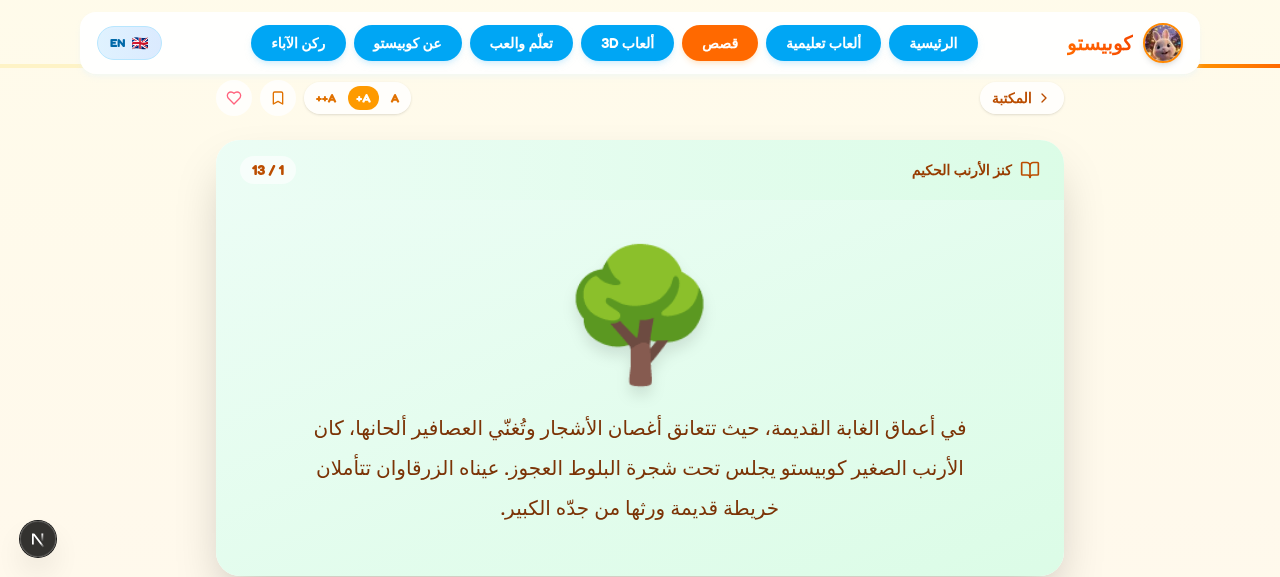 كوبيستو
الرئيسية
ألعاب تعليمية
قصص
ألعاب 3D
تعلّم والعب
عن كوبيستو
ركن الآباء
🇬🇧 EN
المكتبة
A
A+
A++
كنز الأرنب الحكيم
1 / 13
في أعماق الغابة القديمة، حيث تتعانق أغصان الأشجار وتُغنّي العصافير ألحانها، كان
الأرنب الصغير كوبيستو يجلس تحت شجرة البلوط العجوز. عيناه الزرقاوان تتأملان
خريطة قديمة ورثها من جدّه الكبير.
N